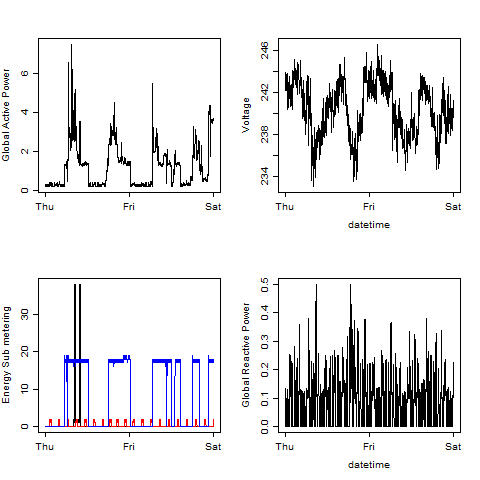 Global Active Power
0 2 4 6
Thu Fri Sat
Voltage
234 238 242 246
Thu Fri Sat
datetime
Energy Sub metering
0 10 20 30
Thu Fri Sat
Global Reactive Power
0.0 0.1 0.2 0.3 0.4 0.5
Thu Fri Sat
datetime